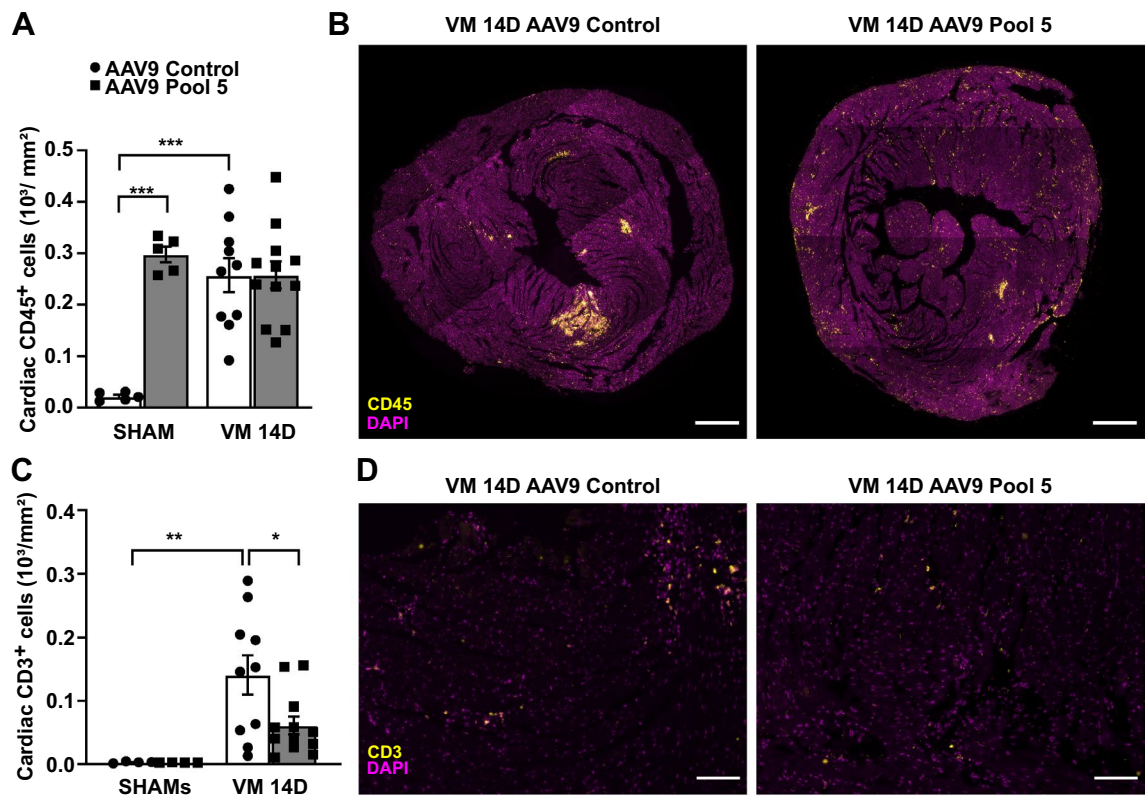 A
● AAV9 Control
■ AAV9 Pool 5
Cardiac CD45⁺ cells (10³/ mm²)
0.5
0.4
0.3
0.2
0.1
0.0
***
***
SHAM
VM 14D
B
VM 14D AAV9 Control
VM 14D AAV9 Pool 5
CD45
DAPI
C
Cardiac CD3⁺ cells (10³/mm²)
0.4
0.3
0.2
0.1
0.0
**
*
SHAMs
VM 14D
D
VM 14D AAV9 Control
VM 14D AAV9 Pool 5
CD3
DAPI